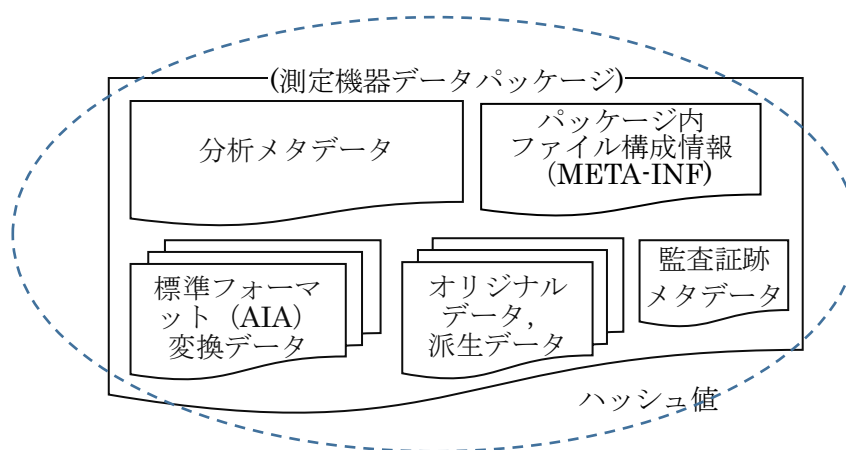 (測定機器データパッケージ)
分析メタデータ
パッケージ内
ファイル構成情報
(META-INF)
標準フォーマ
ット（AIA）
変換データ
オリジナル
データ，
派生データ
監査証跡
メタデータ
ハッシュ値